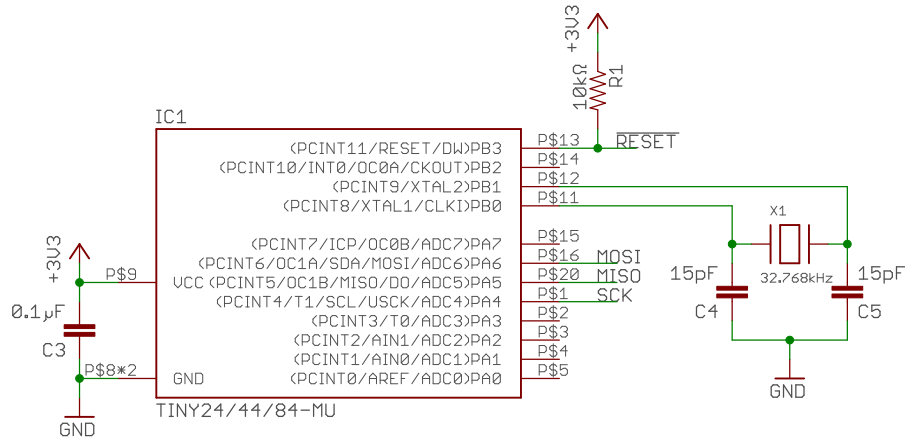 +3V3
10kΩ
R1
IC1
(PCINT11/RESET/DW)PB3
P$13
RESET
(PCINT10/INT0/OC0A/CKOUT)PB2
P$14
(PCINT9/XTAL2)PB1
P$12
(PCINT8/XTAL1/CLKI)PB0
P$11
X1
+3V3
(PCINT7/ICP/OC0B/ADC7)PA7
P$15
(PCINT6/OC1A/SDA/MOSI/ADC6)PA6
P$16
MOSI
P$9
VCC
(PCINT5/OC1B/MISO/DO/ADC5)PA5
P$20
MISO
15pF
32.768kHz
15pF
(PCINT4/T1/SCL/USCK/ADC4)PA4
P$1
SCK
0.1µF
(PCINT3/T0/ADC3)PA3
P$2
C4
C5
(PCINT2/AIN1/ADC2)PA2
P$3
C3
(PCINT1/AIN0/ADC1)PA1
P$4
P$8*2
GND
(PCINT0/AREF/ADC0)PA0
P$5
GND
TINY24/44/84-MU
GND